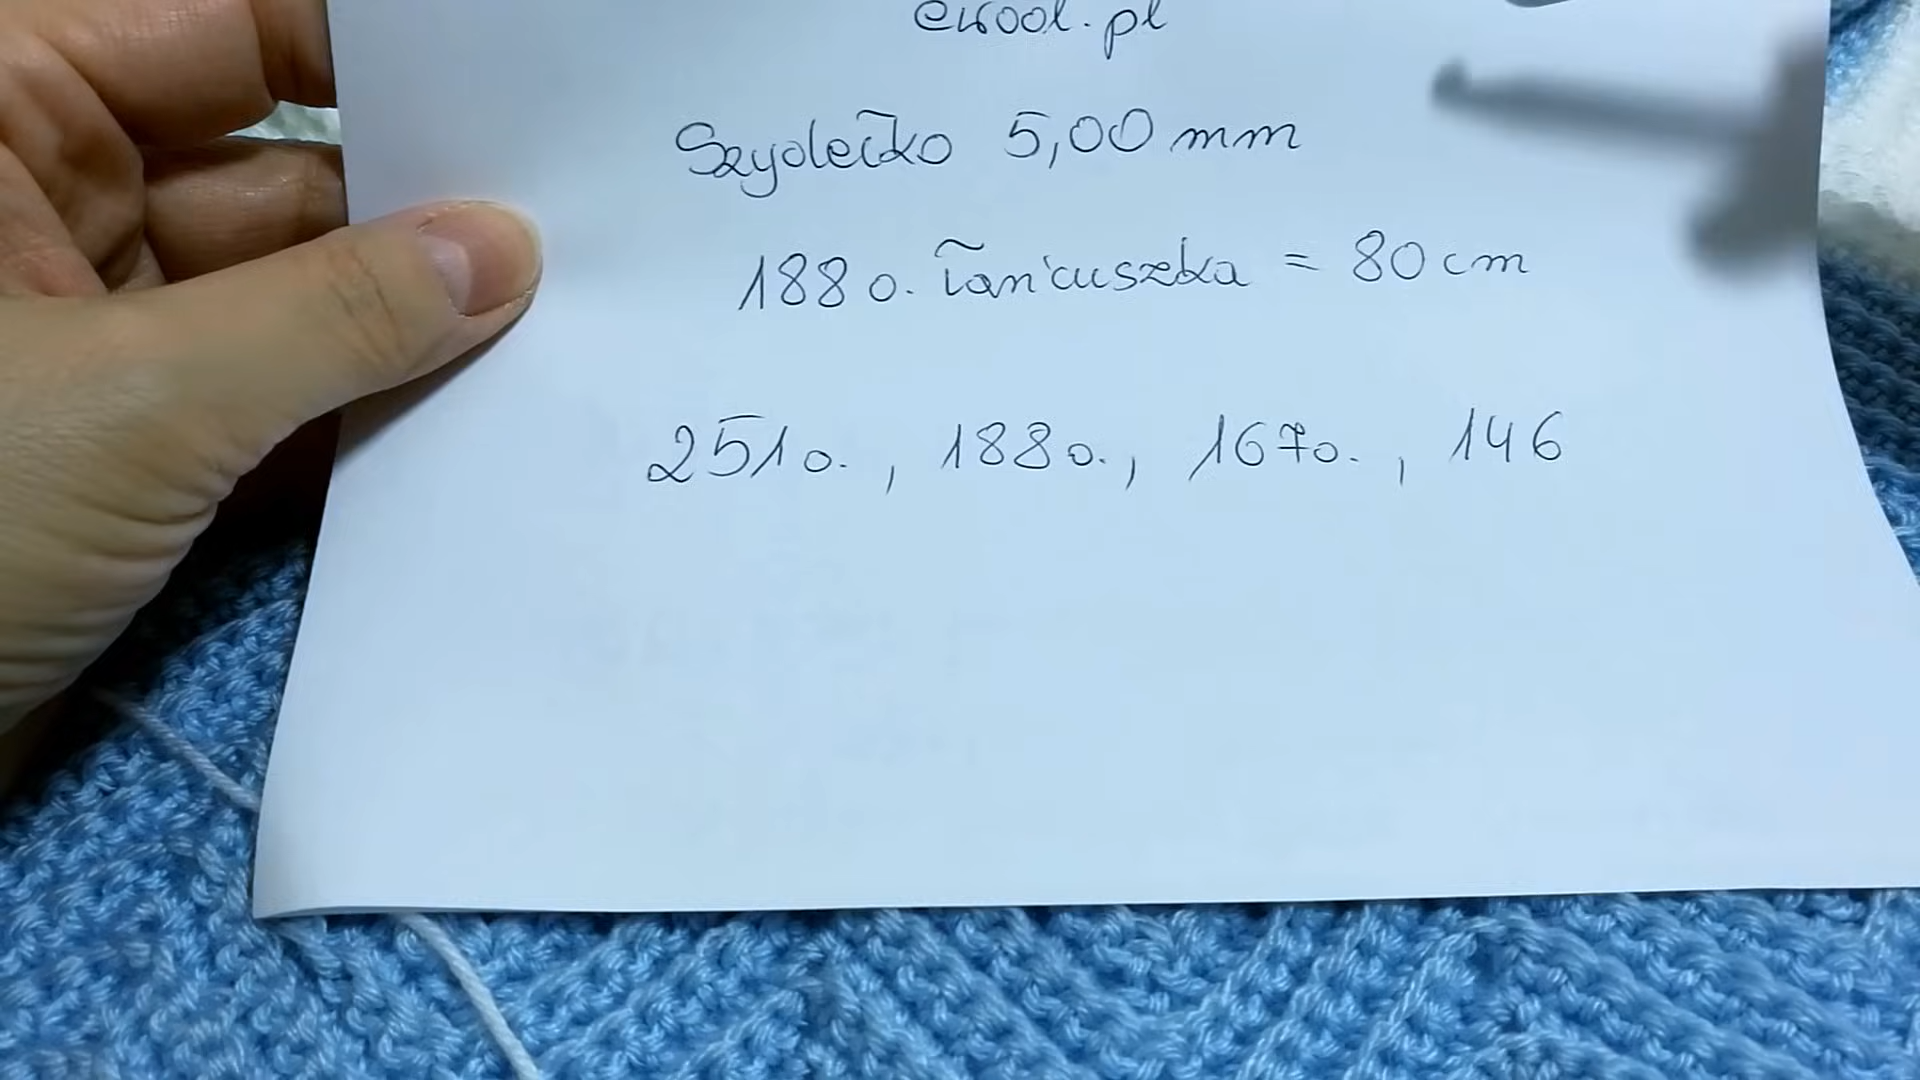 ewool.pl
Szydełko 5,00 mm
188 o. łańcuszka = 80 cm
251 o. , 188 o. , 167 o. , 146